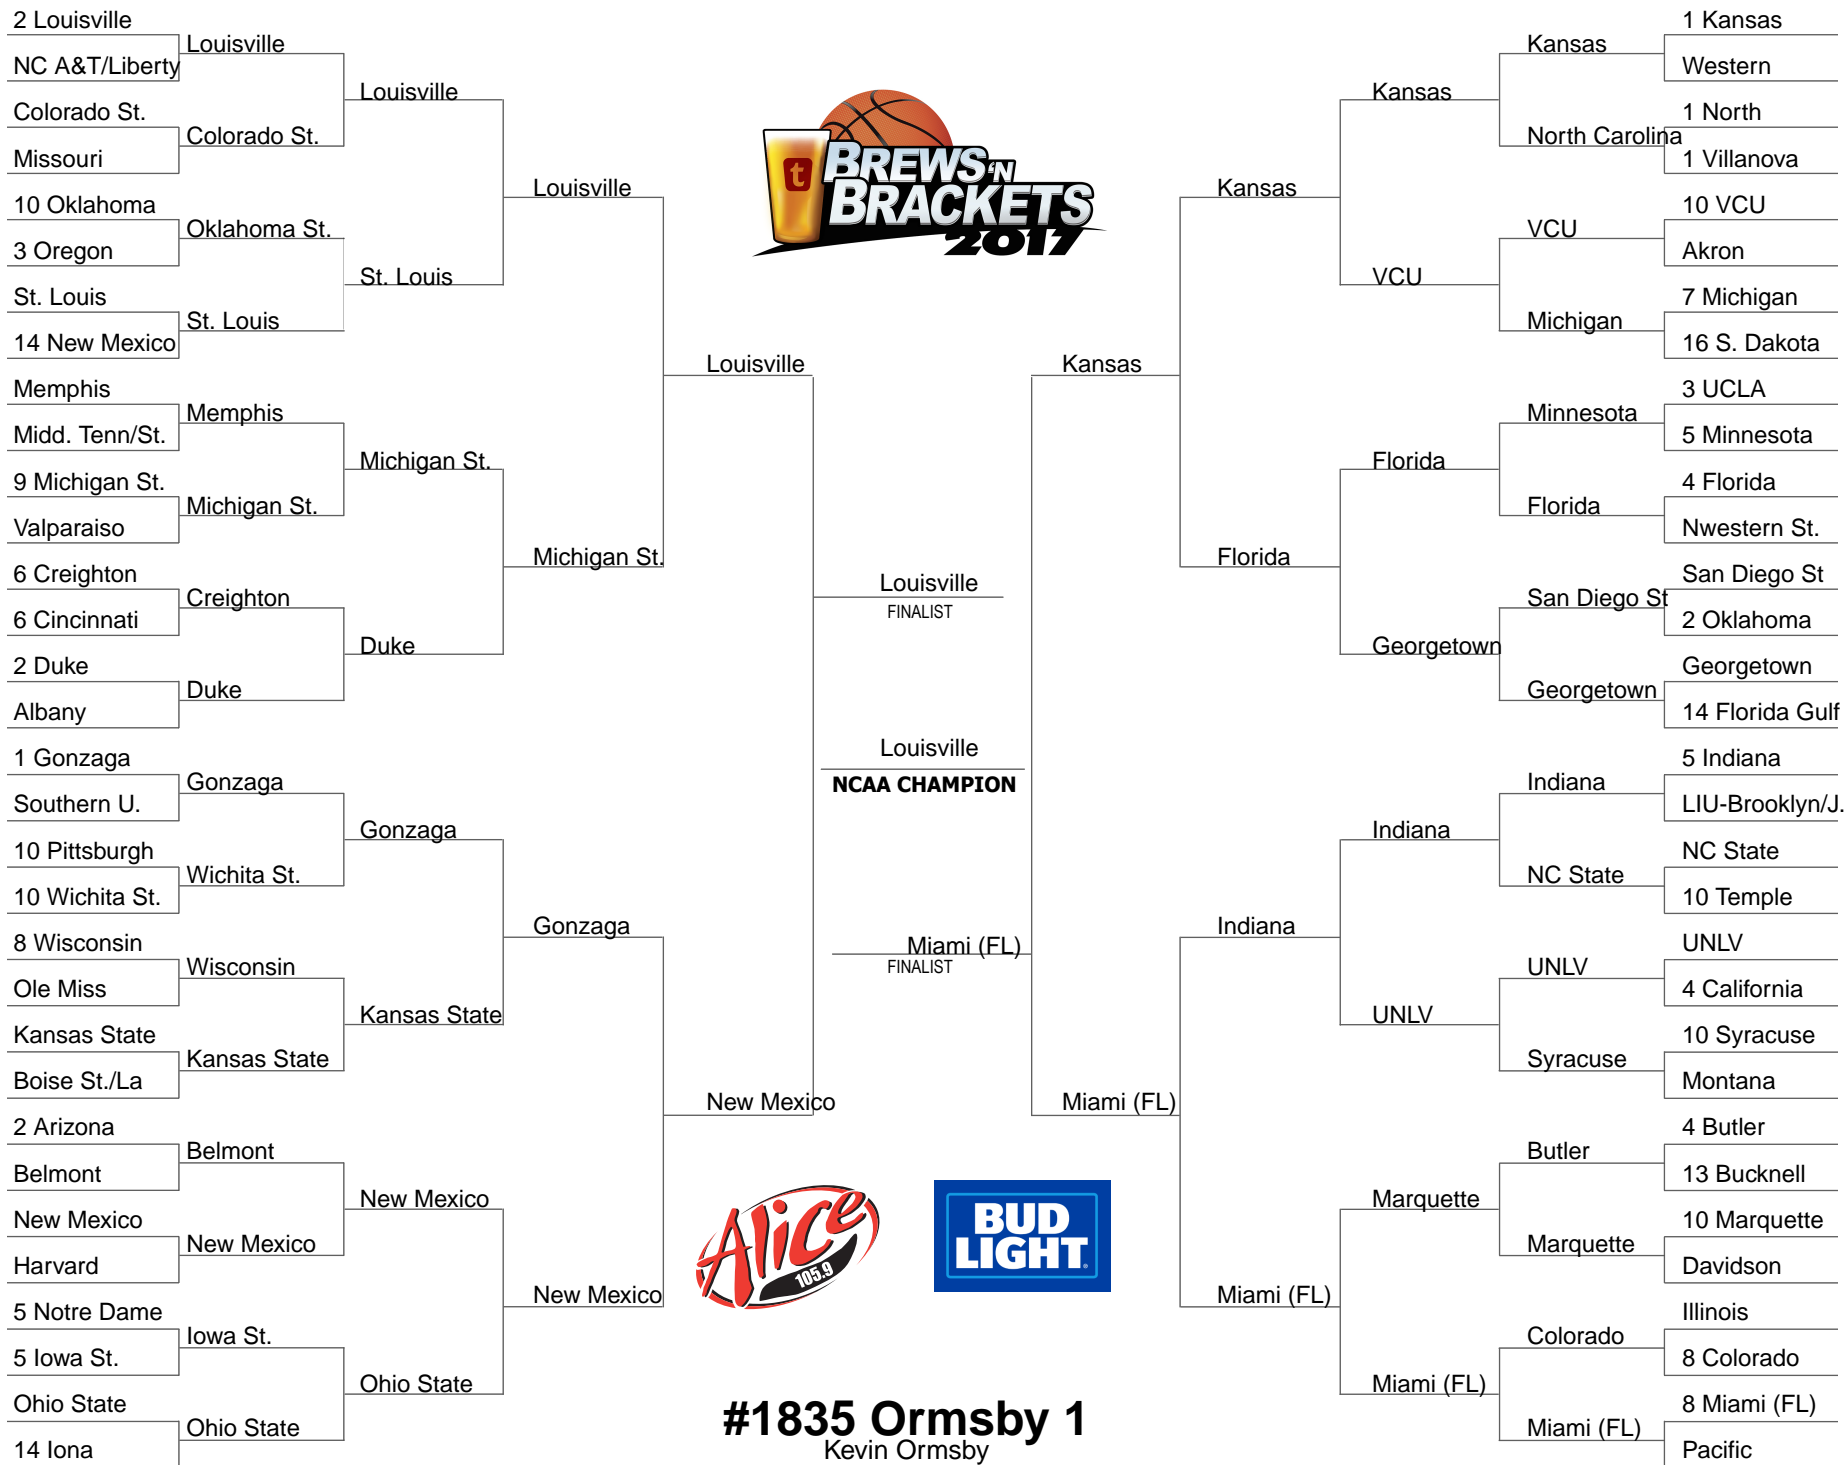 2 Louisville
NC A&T/Liberty
Colorado St.
Missouri
10 Oklahoma
3 Oregon
St. Louis
14 New Mexico
Memphis
Midd. Tenn/St.
9 Michigan St.
Valparaiso
6 Creighton
6 Cincinnati
2 Duke
Albany
1 Gonzaga
Southern U.
10 Pittsburgh
10 Wichita St.
8 Wisconsin
Ole Miss
Kansas State
Boise St./La
2 Arizona
Belmont
New Mexico
Harvard
5 Notre Dame
5 Iowa St.
Ohio State
14 Iona
Louisville
Colorado St.
Oklahoma St.
St. Louis
Memphis
Michigan St.
Creighton
Duke
Gonzaga
Wichita St.
Wisconsin
Kansas State
Belmont
New Mexico
Iowa St.
Ohio State
Louisville
St. Louis
Michigan St.
Duke
Gonzaga
Kansas State
New Mexico
Ohio State
Louisville
Michigan St.
Gonzaga
New Mexico
Louisville
New Mexico
t
BREWS 'N
BRACKETS
2017
Louisville
FINALIST
Louisville
NCAA CHAMPION
Miami (FL)
FINALIST
Alice
105.9
BUD
LIGHT
#1835 Ormsby 1
Kevin Ormsby
Kansas
Miami (FL)
Kansas
Florida
Indiana
Miami (FL)
Kansas
VCU
Florida
Georgetown
Indiana
UNLV
Marquette
Miami (FL)
Kansas
North Carolina
VCU
Michigan
Minnesota
Florida
San Diego St
Georgetown
Indiana
NC State
UNLV
Syracuse
Butler
Marquette
Colorado
Miami (FL)
1 Kansas
Western
1 North
1 Villanova
10 VCU
Akron
7 Michigan
16 S. Dakota
3 UCLA
5 Minnesota
4 Florida
Nwestern St.
San Diego St
2 Oklahoma
Georgetown
14 Florida Gulf
5 Indiana
LIU-Brooklyn/J.
NC State
10 Temple
UNLV
4 California
10 Syracuse
Montana
4 Butler
13 Bucknell
10 Marquette
Davidson
Illinois
8 Colorado
8 Miami (FL)
Pacific